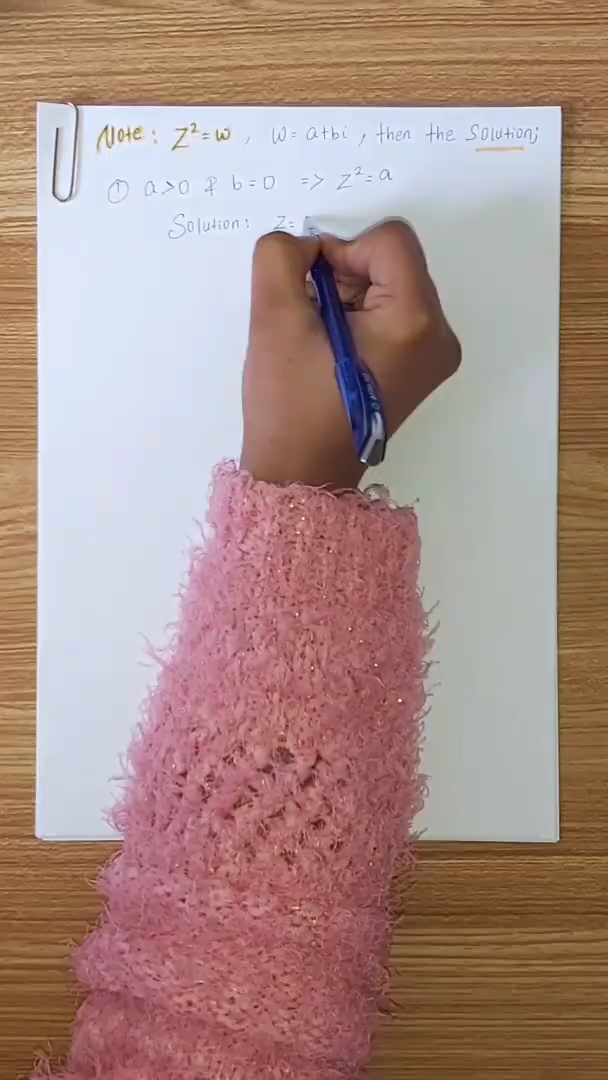 Note: Z²=w, w= a+bi, then the Solution;
① a>0 & b=0 => Z²=a
Solution: Z=